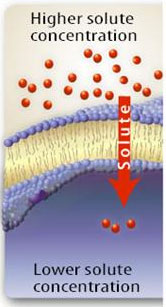 Higher solute
concentration
Solute
Lower solute
concentration